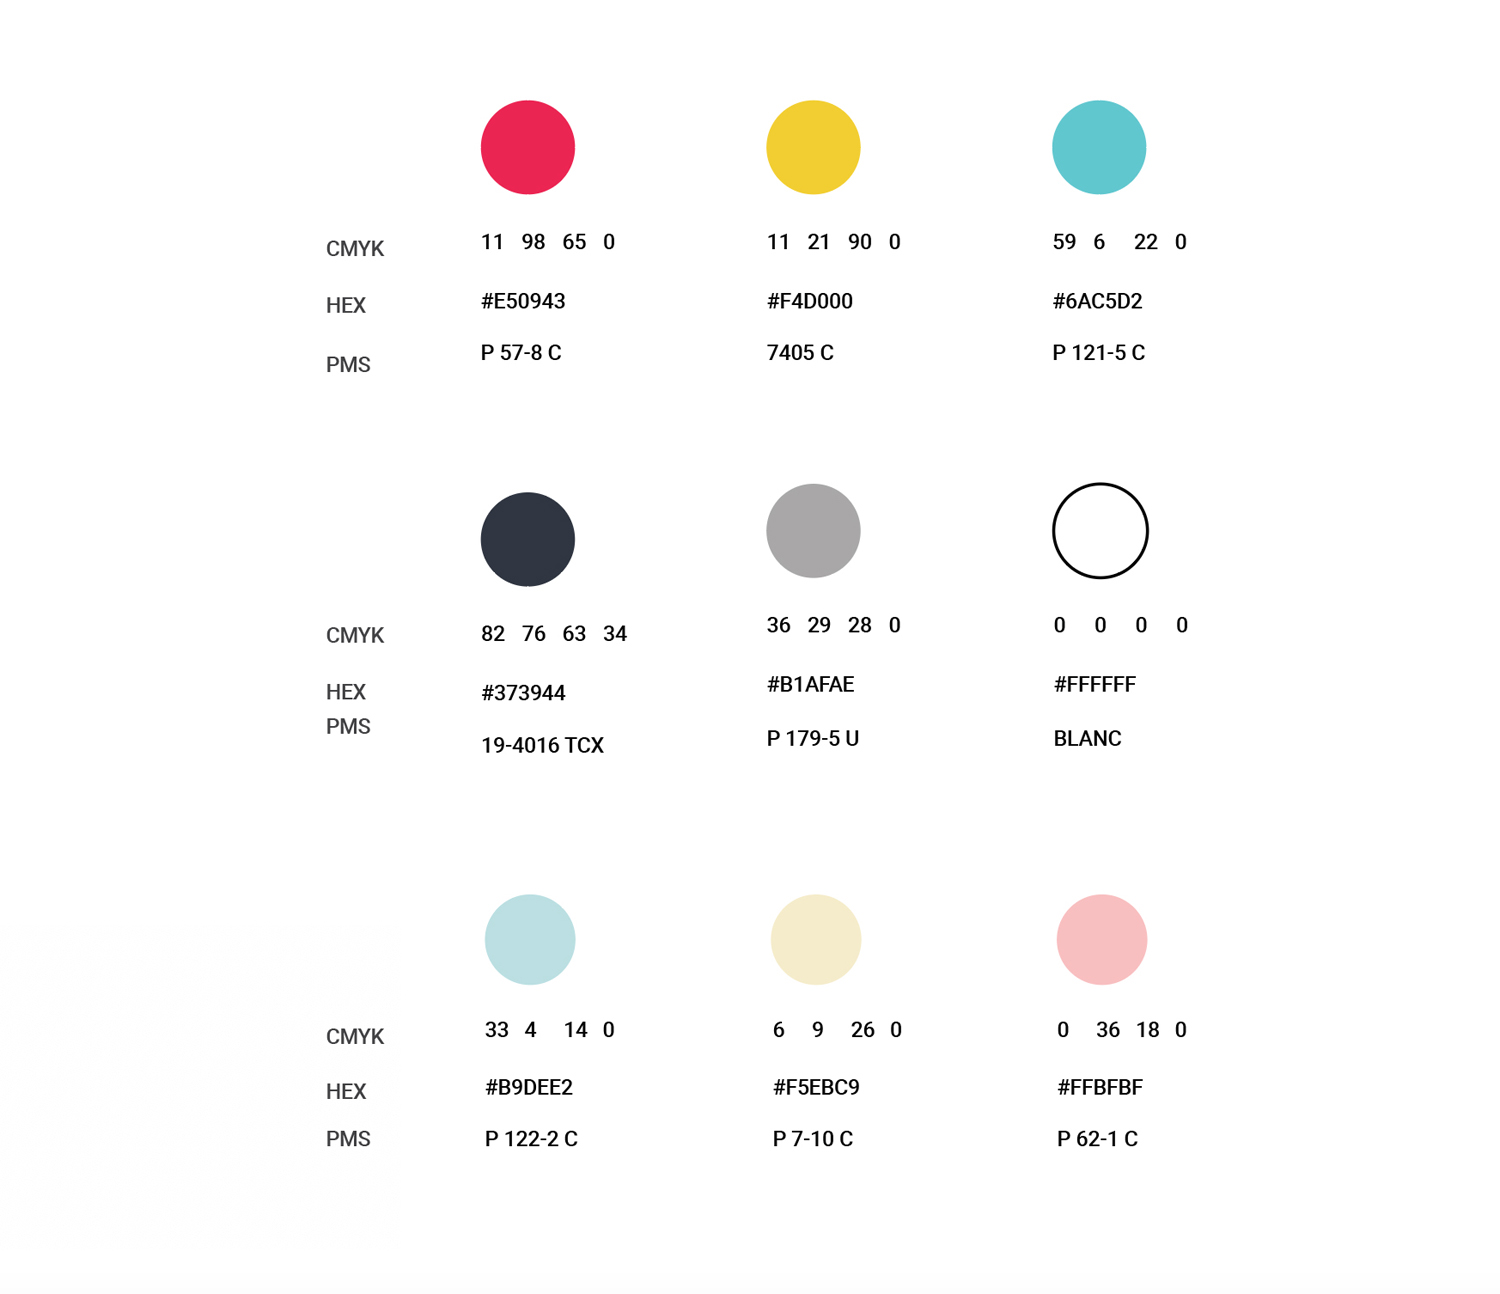 CMYK 11 98 65 0 11 21 90 0 59 6 22 0
HEX #E50943 #F4D000 #6AC5D2
PMS P 57-8 C 7405 C P 121-5 C
CMYK 82 76 63 34 36 29 28 0 0 0 0 0
HEX #373944 #B1AFAE #FFFFFF
PMS 19-4016 TCX P 179-5 U BLANC
CMYK 33 4 14 0 6 9 26 0 0 36 18 0
HEX #B9DEE2 #F5EBC9 #FFBFBF
PMS P 122-2 C P 7-10 C P 62-1 C